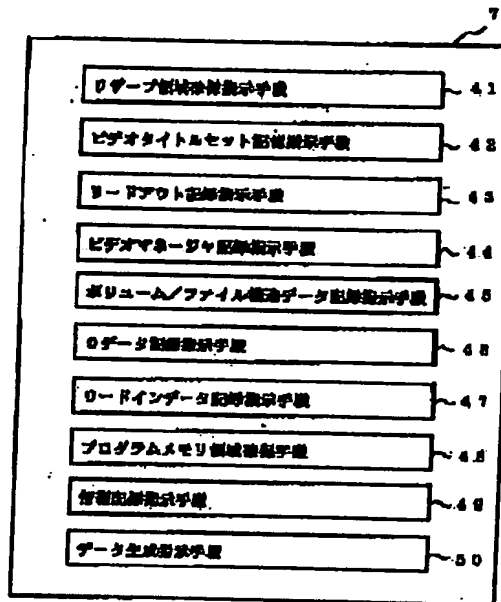 7
リザーブ領域確保指示手段 41
ビデオタイトルセット記録指示手段 42
リードアウト記録指示手段 43
ビデオマネージャ記録指示手段 44
ボリューム/ファイル構造データ記録指示手段 45
0データ記録指示手段 46
リードインデータ記録指示手段 47
プログラムメモリ領域確保手段 48
記録指示手段 49
データ生成指示手段 50